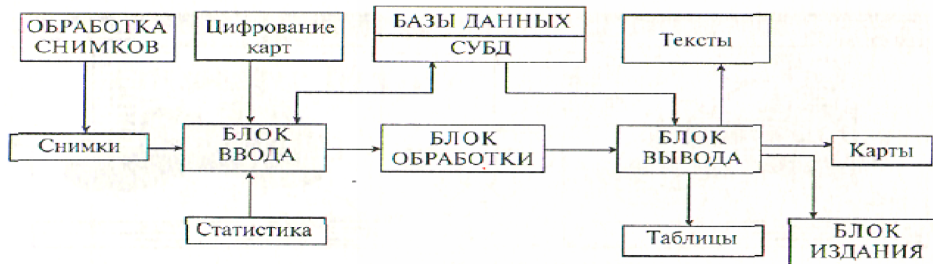 ОБРАБОТКА
СНИМКОВ
Цифрование
карт
БАЗЫ ДАННЫХ
СУБД
Тексты
Снимки
БЛОК
ВВОДА
БЛОК
ОБРАБОТКИ
БЛОК
ВЫВОДА
Карты
Статистика
Таблицы
БЛОК
ИЗДАНИЯ